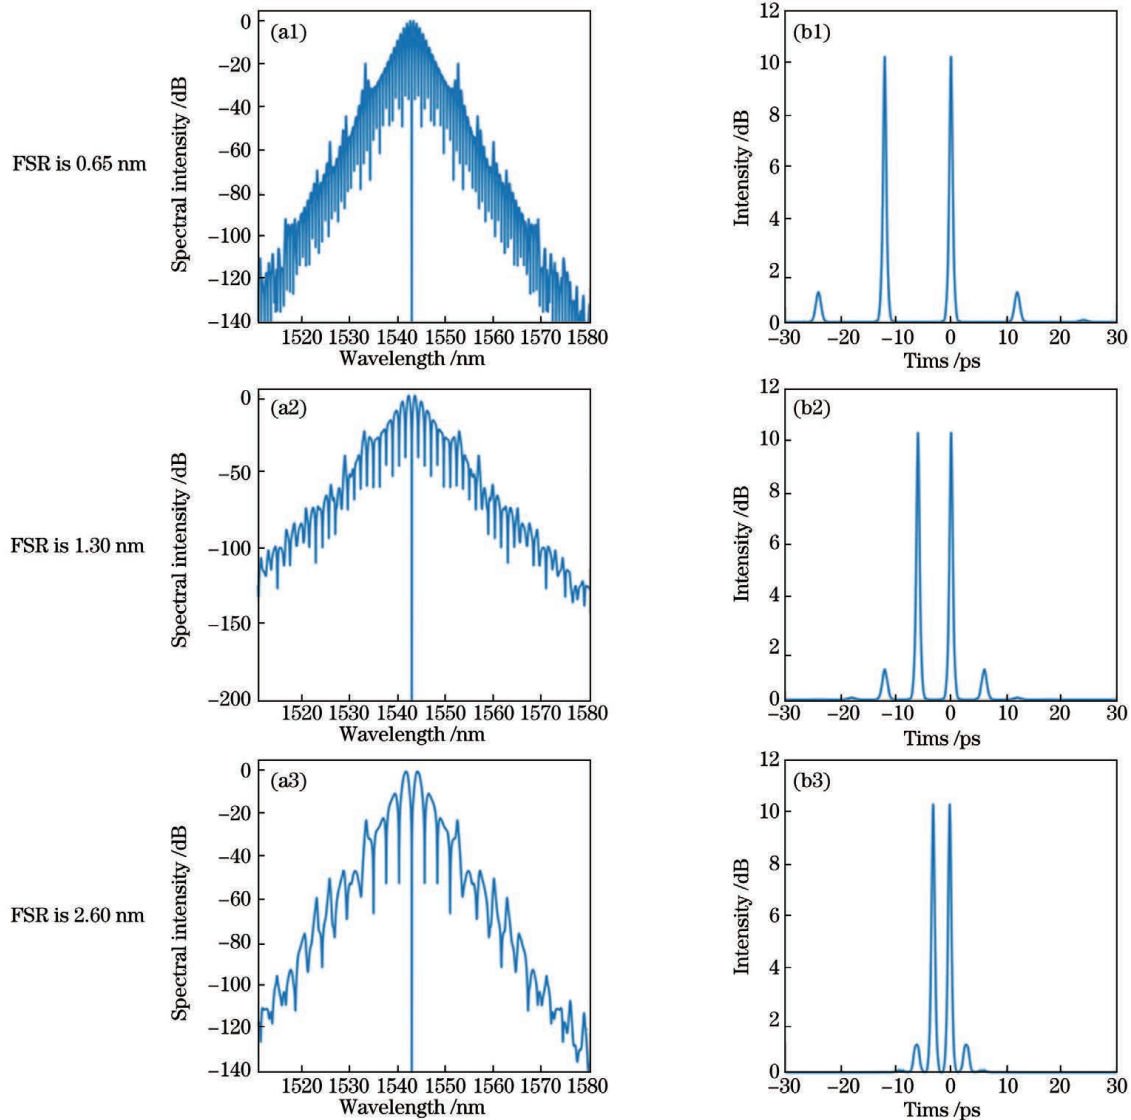 (a1)
0
−20
−40
−60
−80
−100
−120
−140
1520 1530 1540 1550 1560 1570 1580
Wavelength /nm
Spectral intensity /dB
FSR is 0.65 nm
(b1)
12
10
8
6
4
2
0
−30 −20 −10 0 10 20 30
Tims /ps
Intensity /dB
(a2)
0
−50
−100
−150
−200
1520 1530 1540 1550 1560 1570 1580
Wavelength /nm
Spectral intensity /dB
FSR is 1.30 nm
(b2)
12
10
8
6
4
2
0
−30 −20 −10 0 10 20 30
Tims /ps
Intensity /dB
(a3)
0
−20
−40
−60
−80
−100
−120
−140
1520 1530 1540 1550 1560 1570 1580
Wavelength /nm
Spectral intensity /dB
FSR is 2.60 nm
(b3)
12
10
8
6
4
2
0
−30 −20 −10 0 10 20 30
Tims /ps
Intensity /dB